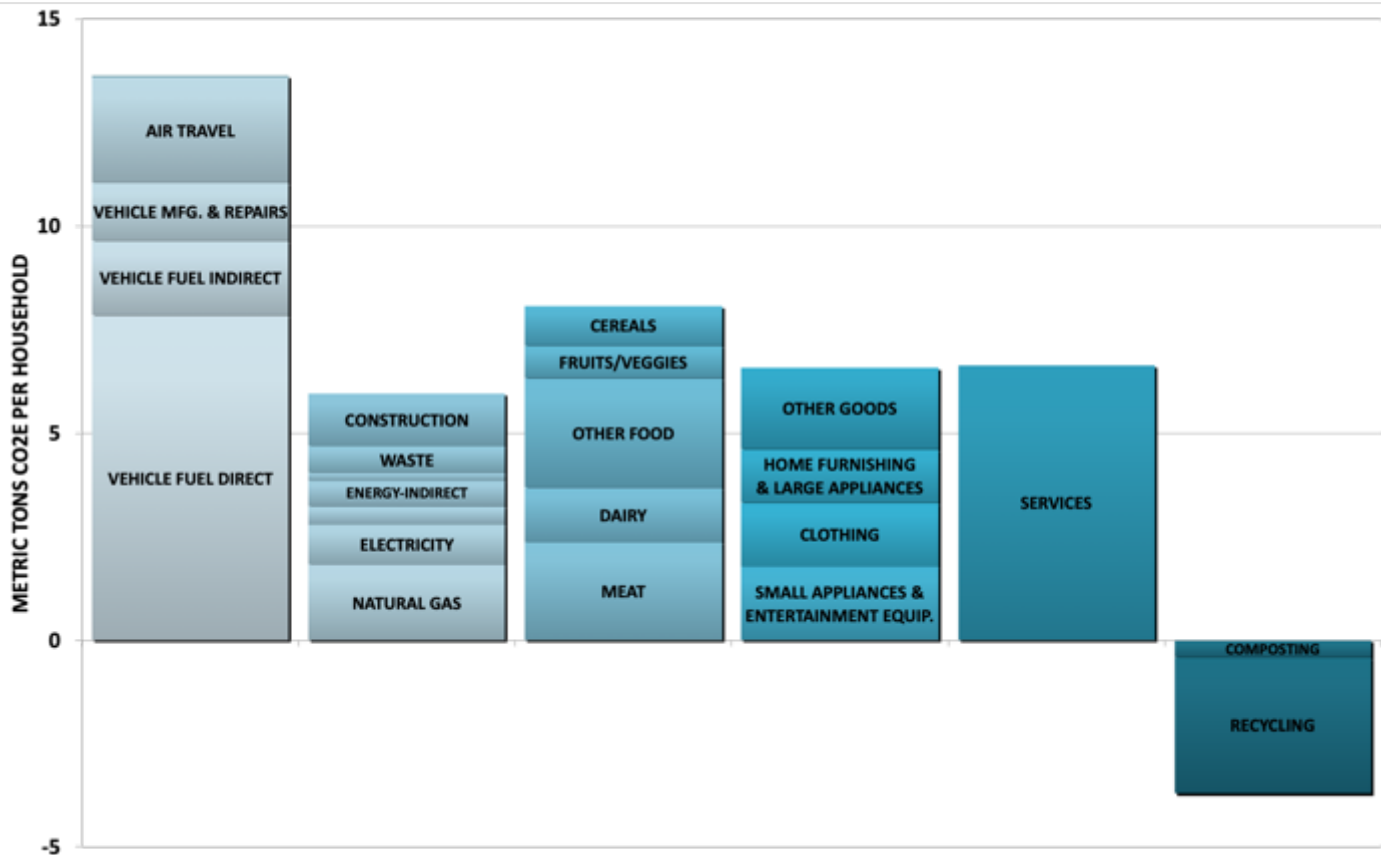 METRIC TONS CO2E PER HOUSEHOLD
15
10
5
0
-5
AIR TRAVEL
VEHICLE MFG. & REPAIRS
VEHICLE FUEL INDIRECT
VEHICLE FUEL DIRECT
CONSTRUCTION
WASTE
ENERGY-INDIRECT
ELECTRICITY
NATURAL GAS
CEREALS
FRUITS/VEGGIES
OTHER FOOD
DAIRY
MEAT
OTHER GOODS
HOME FURNISHING
& LARGE APPLIANCES
CLOTHING
SMALL APPLIANCES &
ENTERTAINMENT EQUIP.
SERVICES
COMPOSTING
RECYCLING